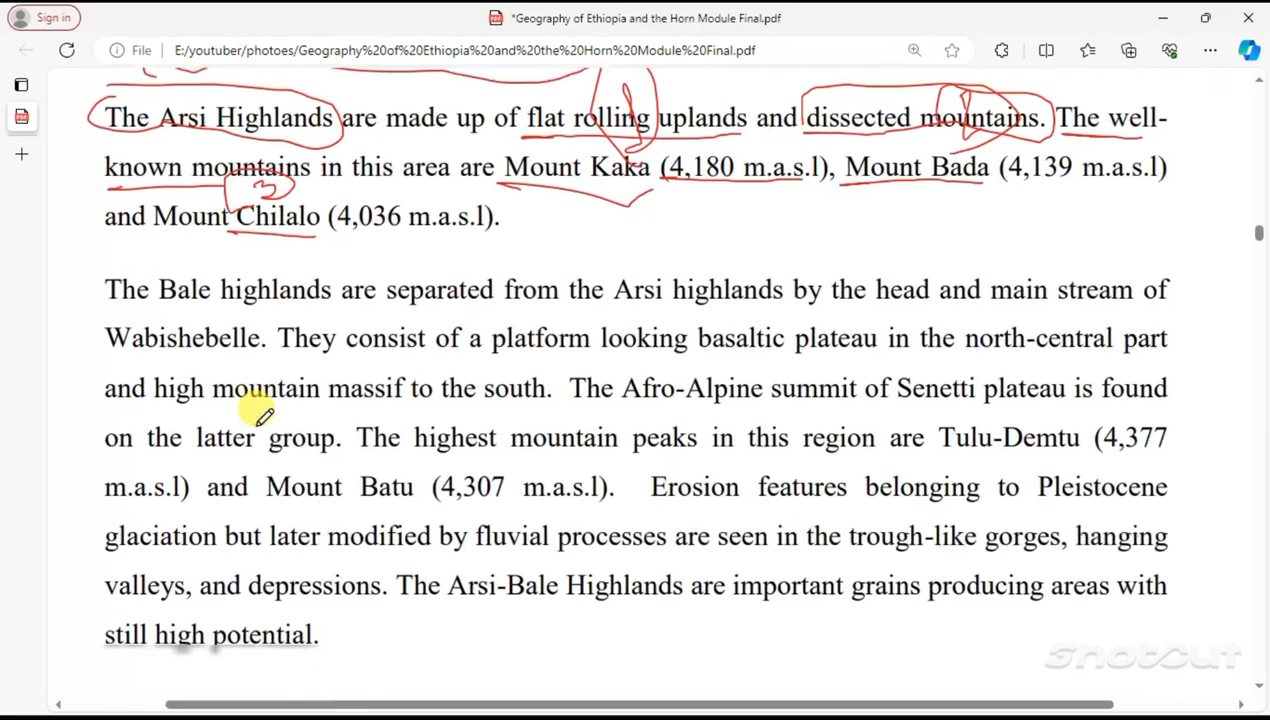 Sign in
*Geography of Ethiopia and the Horn Module Final.pdf
File
E:/youtuber/photoes/Geography%20of%20Ethiopia%20and%20the%20Horn%20Module%20Final.pdf
The Arsi Highlands are made up of flat rolling uplands and dissected mountains. The well-
known mountains in this area are Mount Kaka (4,180 m.a.s.l), Mount Bada (4,139 m.a.s.l)
3
and Mount Chilalo (4,036 m.a.s.l).
The Bale highlands are separated from the Arsi highlands by the head and main stream of
Wabishebelle. They consist of a platform looking basaltic plateau in the north-central part
and high mountain massif to the south. The Afro-Alpine summit of Senetti plateau is found
on the latter group. The highest mountain peaks in this region are Tulu-Demtu (4,377
m.a.s.l) and Mount Batu (4,307 m.a.s.l). Erosion features belonging to Pleistocene
glaciation but later modified by fluvial processes are seen in the trough-like gorges, hanging
valleys, and depressions. The Arsi-Bale Highlands are important grains producing areas with
still high potential.
Shotcut